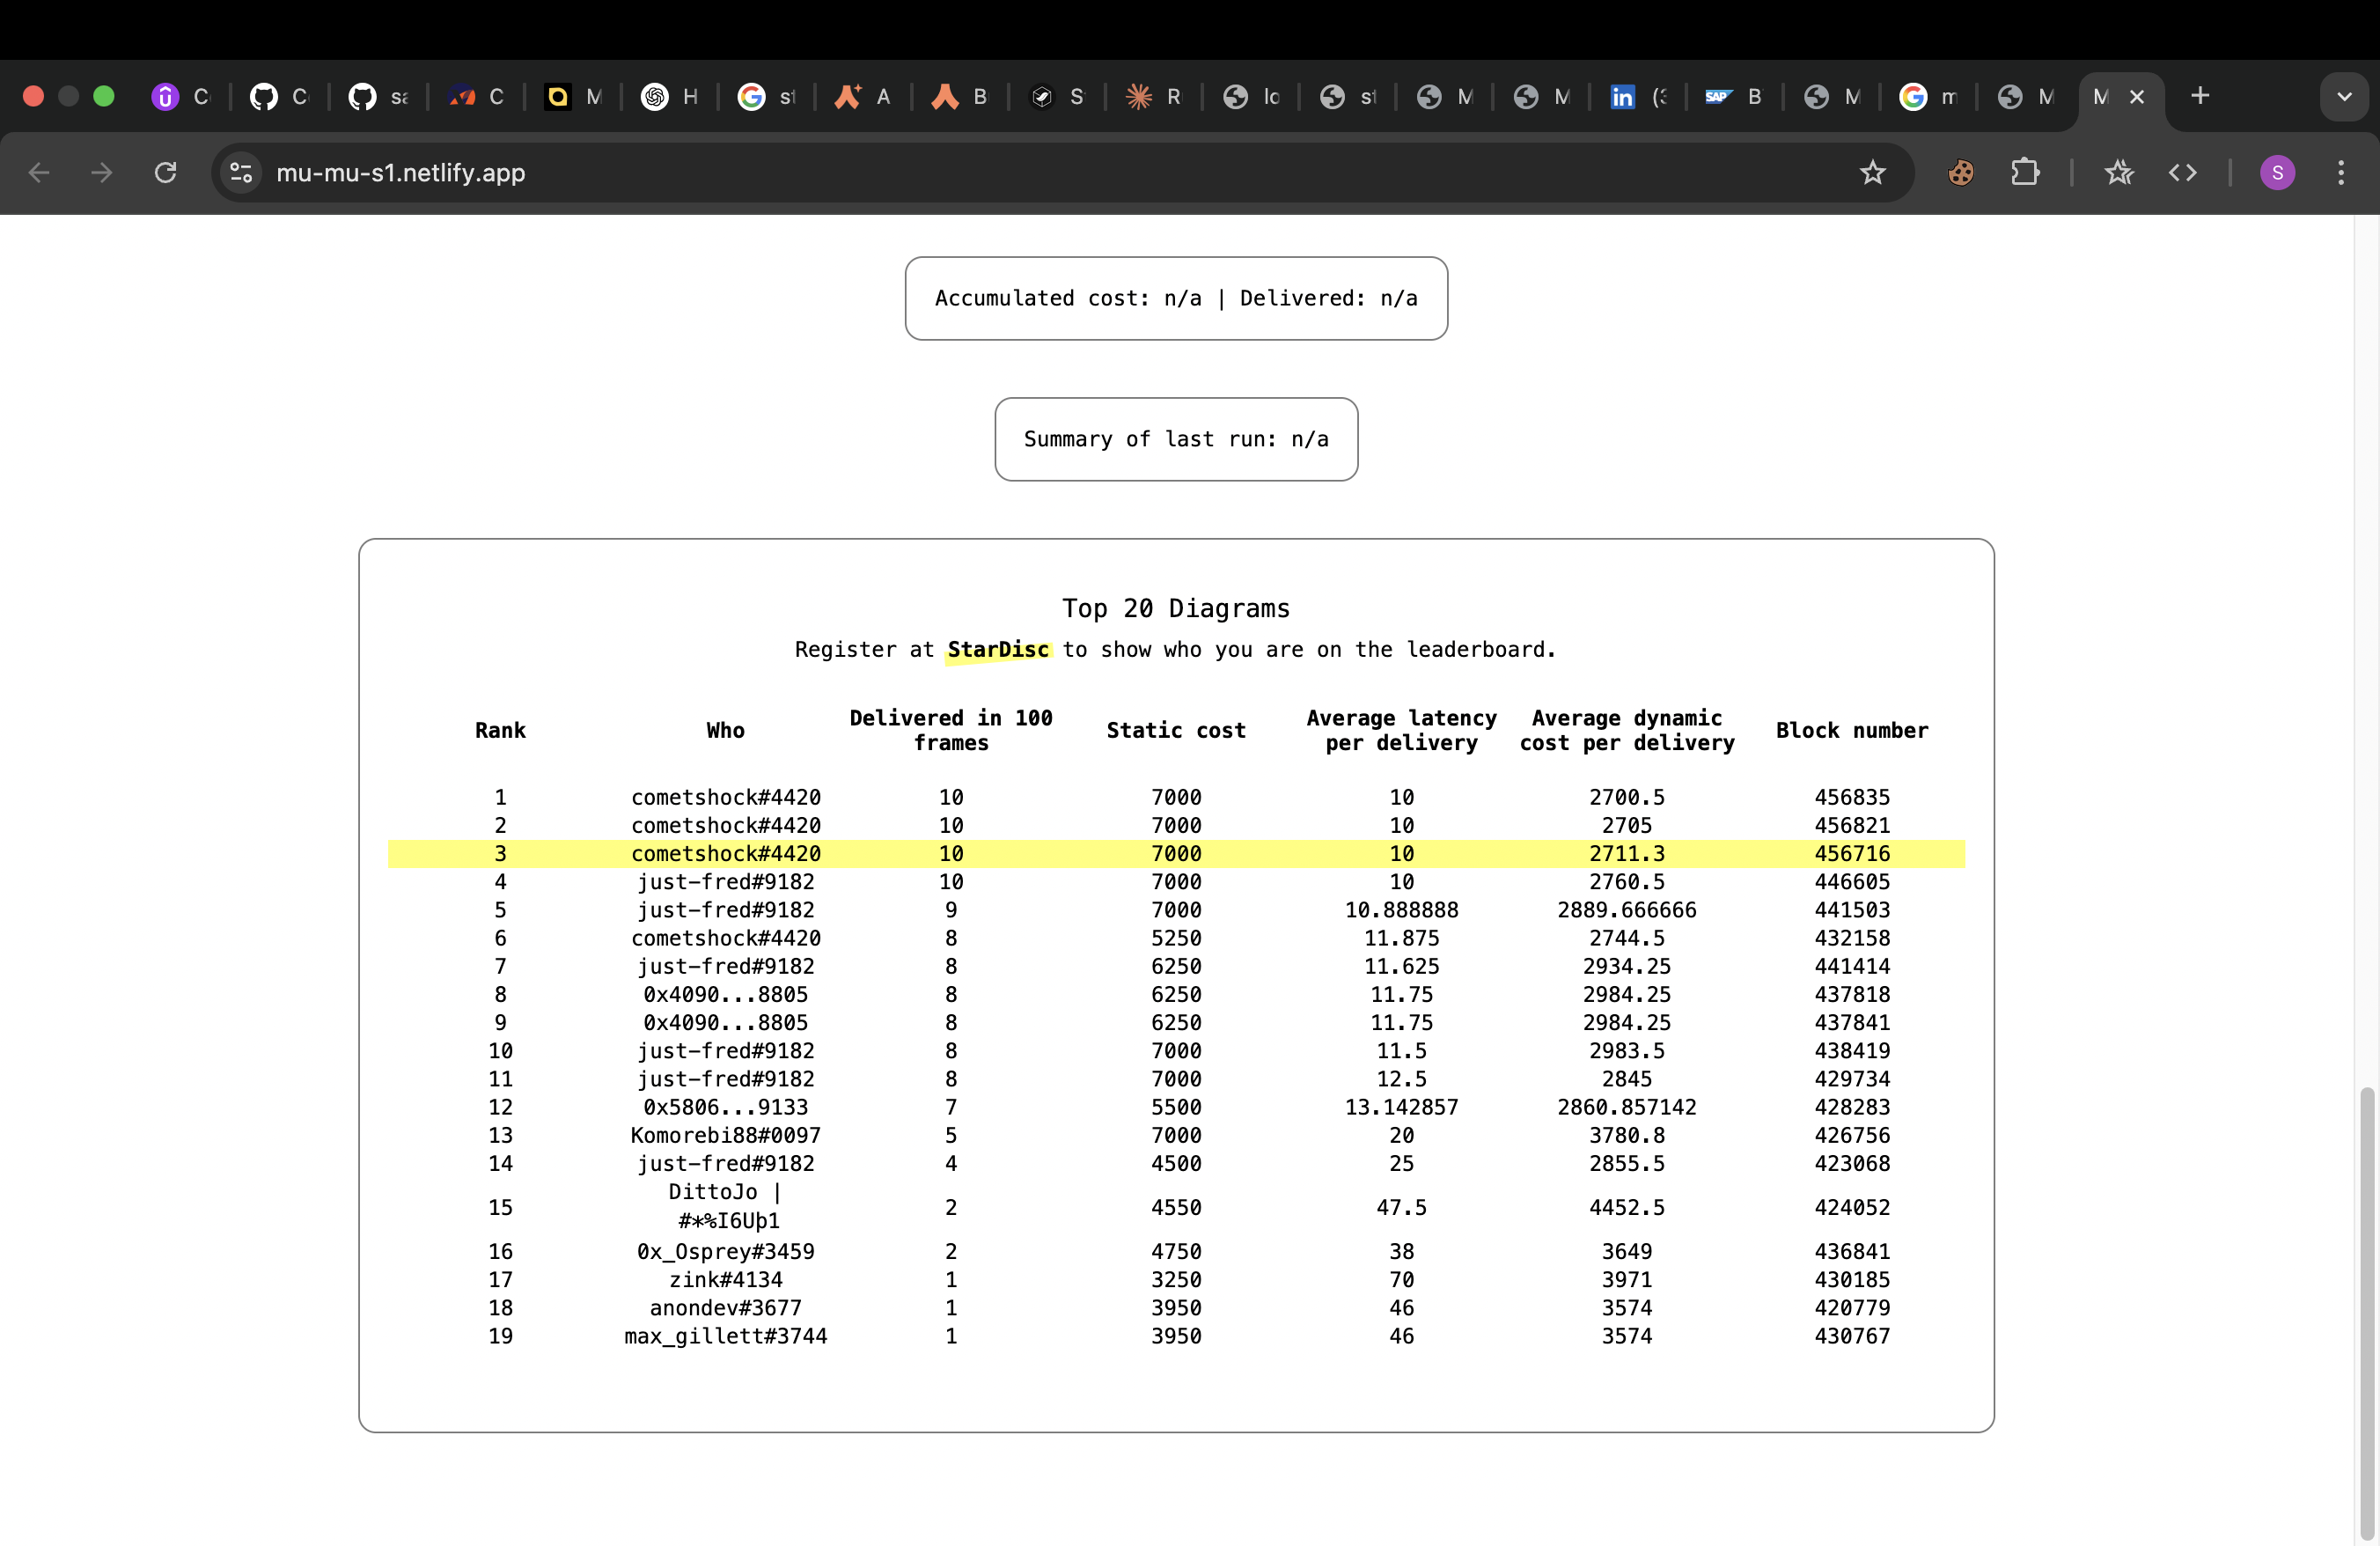 C
C
sa
C
M
H
st
A
B
S
R
lo
st
M
M
in
(3
SAP
B
M
m
M
M
mu-mu-s1.netlify.app
S
Accumulated cost: n/a | Delivered: n/a
Summary of last run: n/a
Top 20 Diagrams
Register at StarDisc to show who you are on the leaderboard.
Rank Who Delivered in 100 frames Static cost Average latency per delivery Average dynamic cost per delivery Block number
1 cometshock#4420 10 7000 10 2700.5 456835
2 cometshock#4420 10 7000 10 2705 456821
3 cometshock#4420 10 7000 10 2711.3 456716
4 just-fred#9182 10 7000 10 2760.5 446605
5 just-fred#9182 9 7000 10.888888 2889.666666 441503
6 cometshock#4420 8 5250 11.875 2744.5 432158
7 just-fred#9182 8 6250 11.625 2934.25 441414
8 0x4090...8805 8 6250 11.75 2984.25 437818
9 0x4090...8805 8 6250 11.75 2984.25 437841
10 just-fred#9182 8 7000 11.5 2983.5 438419
11 just-fred#9182 8 7000 12.5 2845 429734
12 0x5806...9133 7 5500 13.142857 2860.857142 428283
13 Komorebi88#0097 5 7000 20 3780.8 426756
14 just-fred#9182 4 4500 25 2855.5 423068
15 DittoJo | #*%I6Uþ1 2 4550 47.5 4452.5 424052
16 0x_Osprey#3459 2 4750 38 3649 436841
17 zink#4134 1 3250 70 3971 430185
18 anondev#3677 1 3950 46 3574 420779
19 max_gillett#3744 1 3950 46 3574 430767